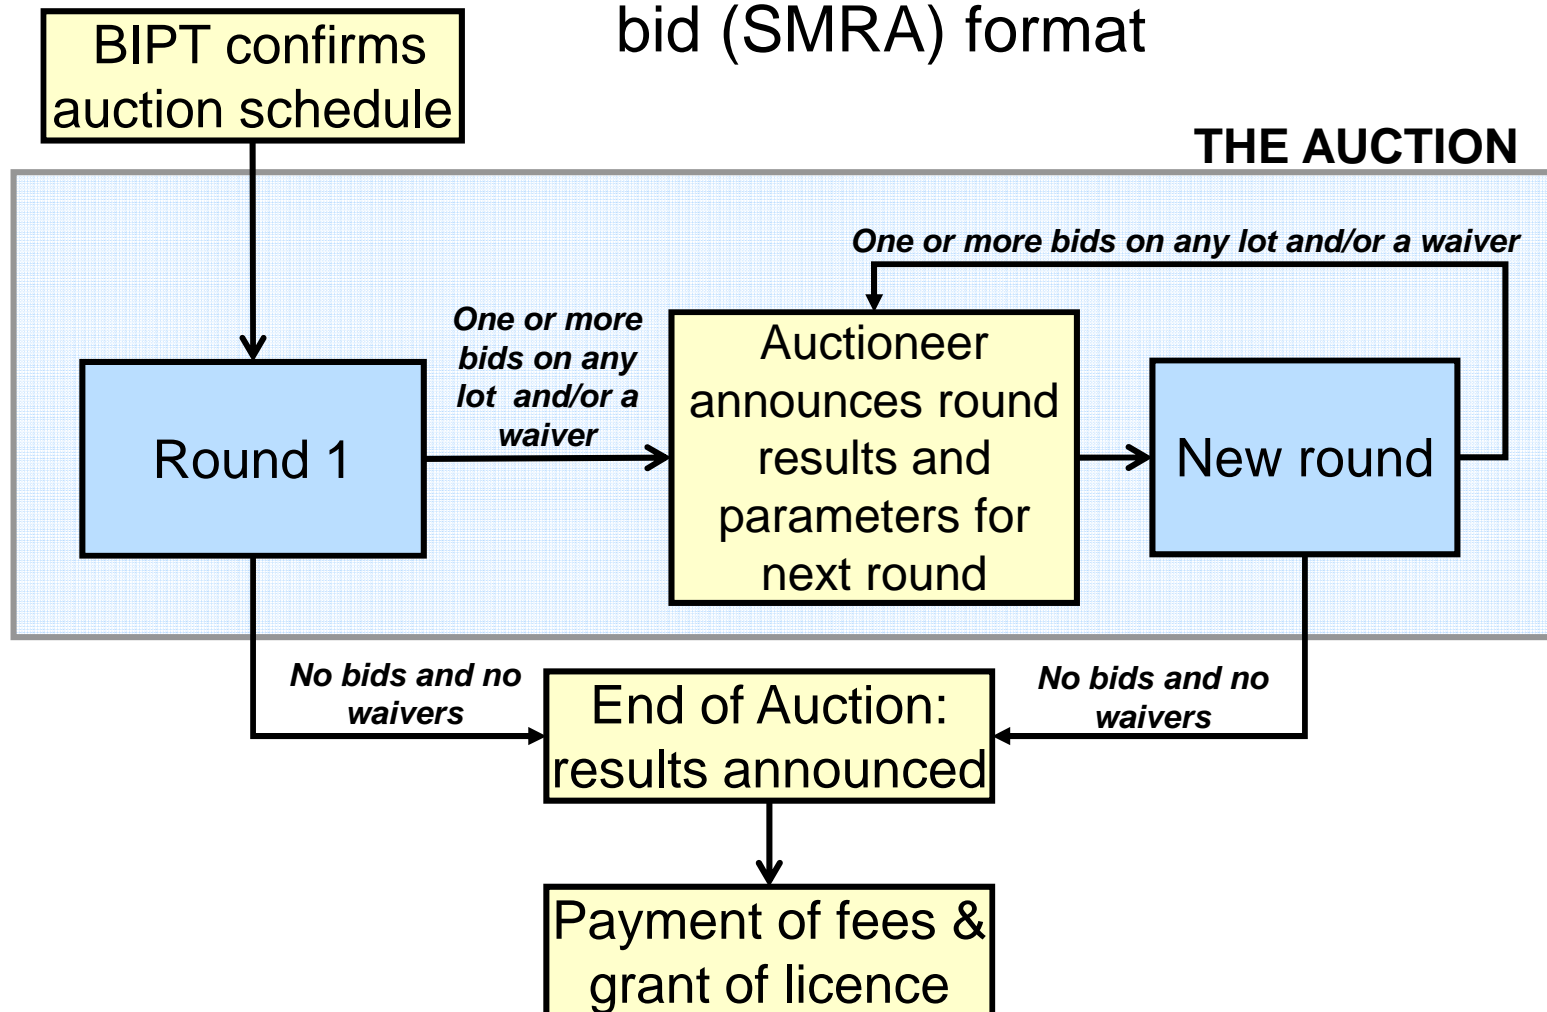 bid (SMRA) format
BIPT confirms
auction schedule
THE AUCTION
One or more bids on any lot and/or a waiver
One or more
bids on any
lot and/or a
waiver
Round 1
Auctioneer
announces round
results and
parameters for
next round
New round
No bids and no
waivers
End of Auction:
results announced
No bids and no
waivers
Payment of fees &
grant of licence